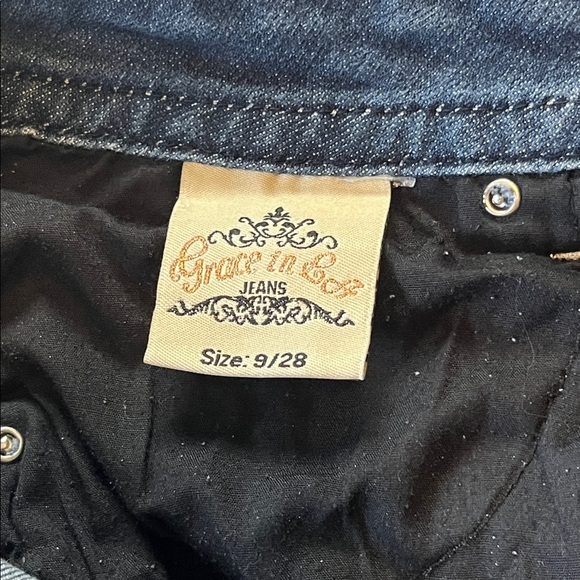 Grace in LA
JEANS
Size: 9/28